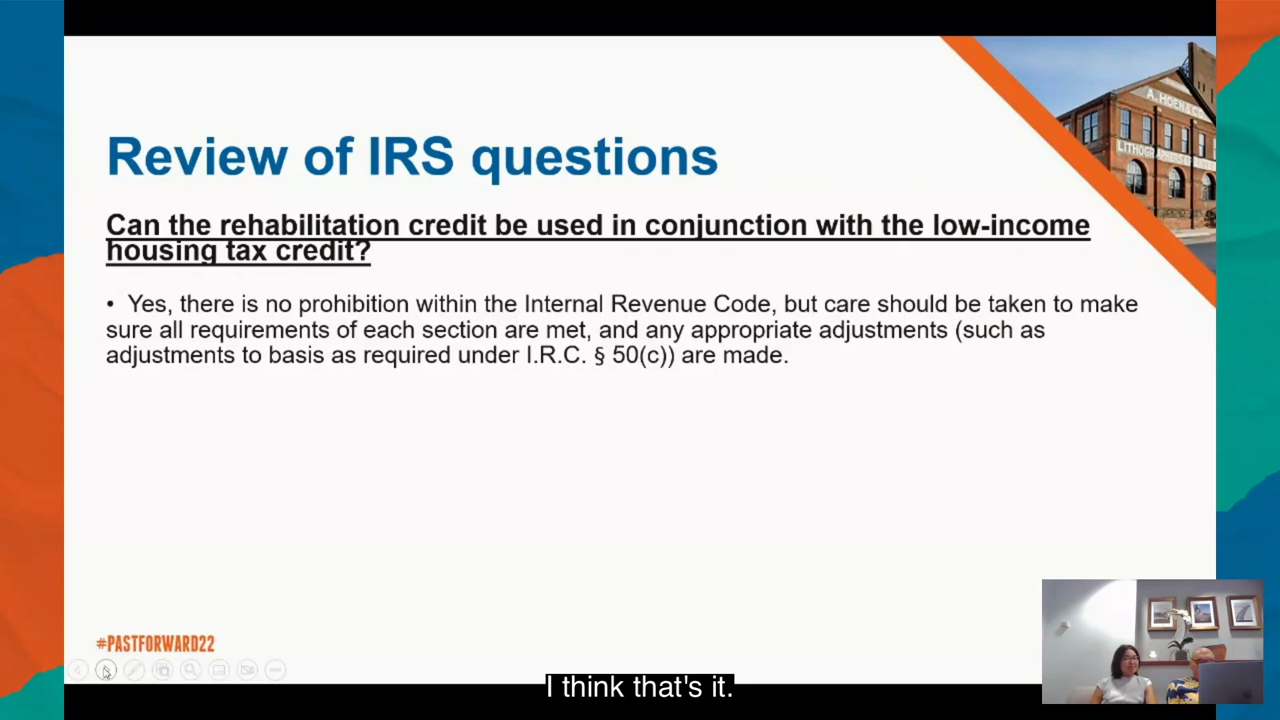 A. HOEN & C
LITHOGRAPHERS
Review of IRS questions
Can the rehabilitation credit be used in conjunction with the low-income
housing tax credit?
• Yes, there is no prohibition within the Internal Revenue Code, but care should be taken to make
sure all requirements of each section are met, and any appropriate adjustments (such as
adjustments to basis as required under I.R.C. § 50(c)) are made.
#PASTFORWARD22
I think that's it.